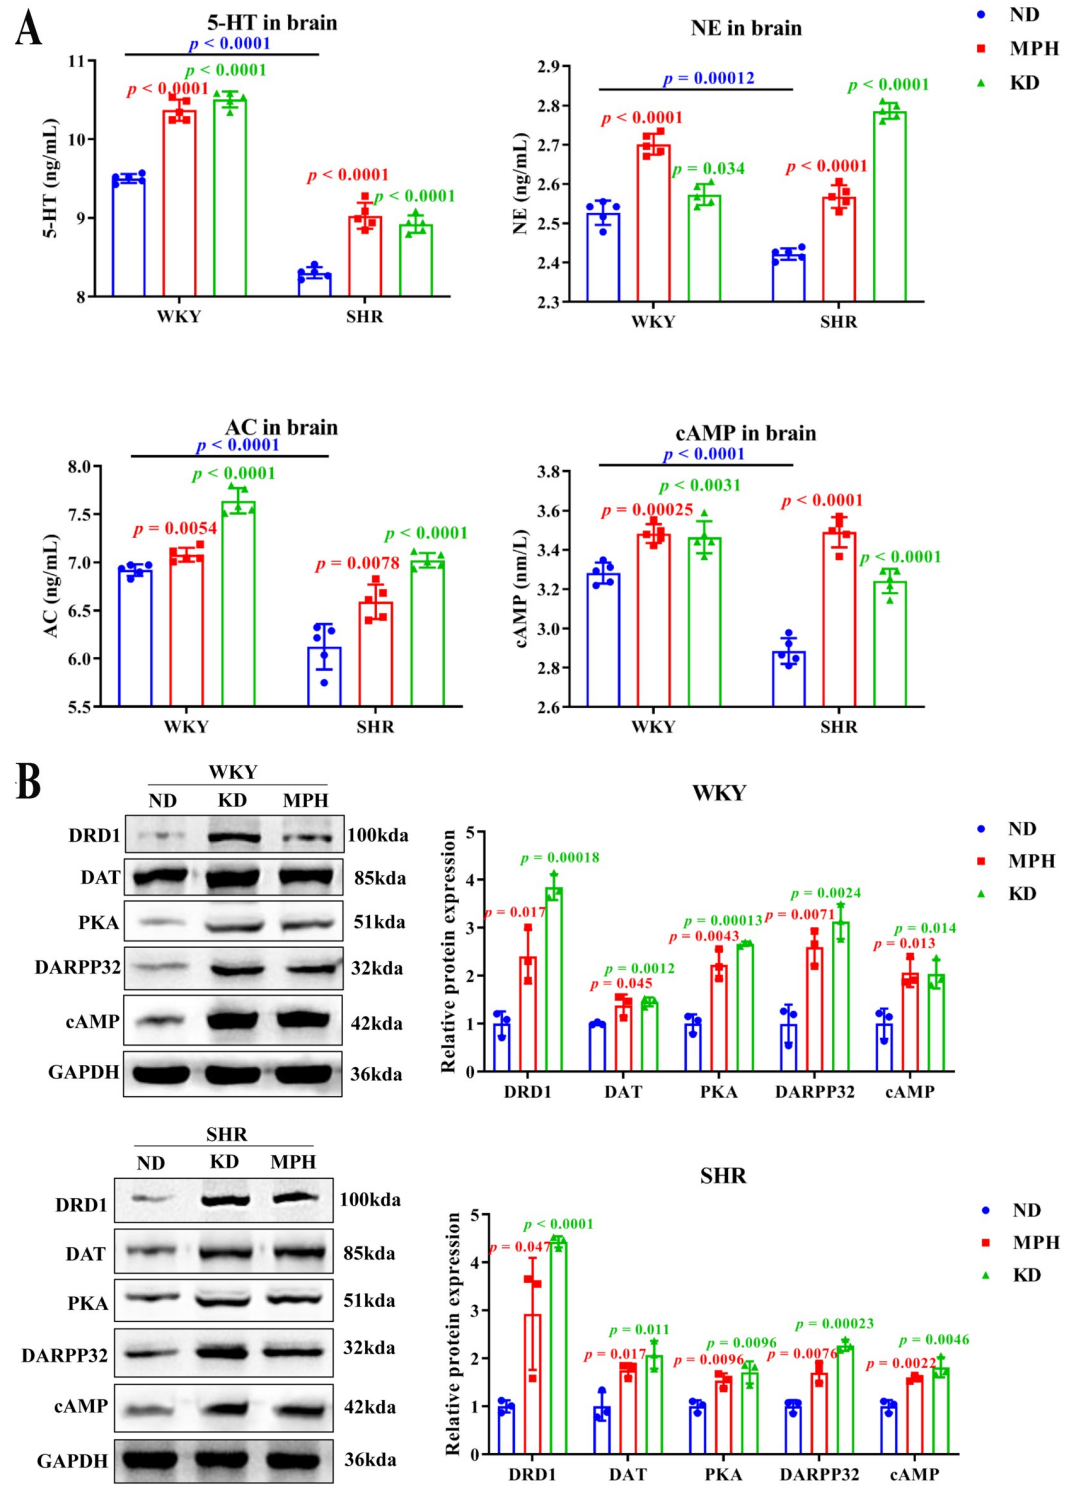 A
5-HT in brain
p < 0.0001
p < 0.0001
p < 0.0001
p < 0.0001
p < 0.0001
5-HT (ng/mL)
11
10
9
8
WKY
SHR
NE in brain
p = 0.00012
p < 0.0001
p = 0.034
p < 0.0001
p < 0.0001
NE (ng/mL)
2.9
2.8
2.7
2.6
2.5
2.4
2.3
WKY
SHR
ND
MPH
KD
AC in brain
p < 0.0001
p = 0.0054
p < 0.0001
p = 0.0078
p < 0.0001
AC (ng/mL)
8.0
7.5
7.0
6.5
6.0
5.5
WKY
SHR
cAMP in brain
p < 0.0001
p = 0.00025
p < 0.0031
p < 0.0001
p < 0.0001
cAMP (nm/L)
3.8
3.6
3.4
3.2
3.0
2.8
2.6
WKY
SHR
B
WKY
ND KD MPH
DRD1 100kda
DAT 85kda
PKA 51kda
DARPP32 32kda
cAMP 42kda
GAPDH 36kda
WKY
Relative protein expression
5
4
3
2
1
0
p = 0.017
p = 0.00018
p = 0.045
p = 0.0012
p = 0.0043
p = 0.00013
p = 0.0071
p = 0.0024
p = 0.013
p = 0.014
DRD1 DAT PKA DARPP32 cAMP
ND
MPH
KD
SHR
ND KD MPH
DRD1 100kda
DAT 85kda
PKA 51kda
DARPP32 32kda
cAMP 42kda
GAPDH 36kda
SHR
Relative protein expression
5
4
3
2
1
0
p = 0.047
p < 0.0001
p = 0.017
p = 0.011
p = 0.0096
p = 0.0096
p = 0.0076
p = 0.00023
p = 0.0022
p = 0.0046
DRD1 DAT PKA DARPP32 cAMP
ND
MPH
KD